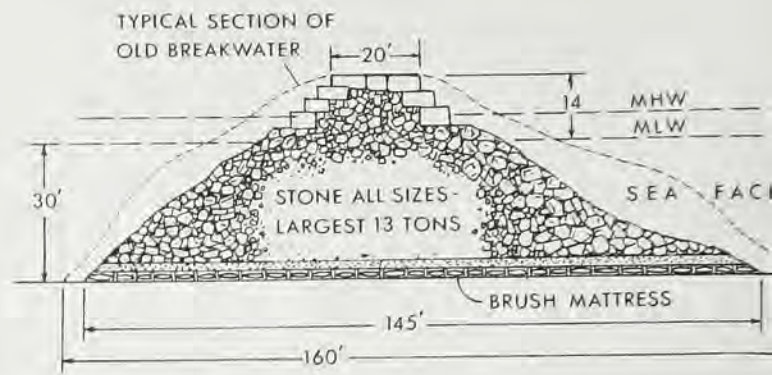 TYPICAL SECTION OF
OLD BREAKWATER
20'
14
MHW
MLW
30'
STONE ALL SIZES-
LARGEST 13 TONS
SEA FAC
BRUSH MATTRESS
145'
160'